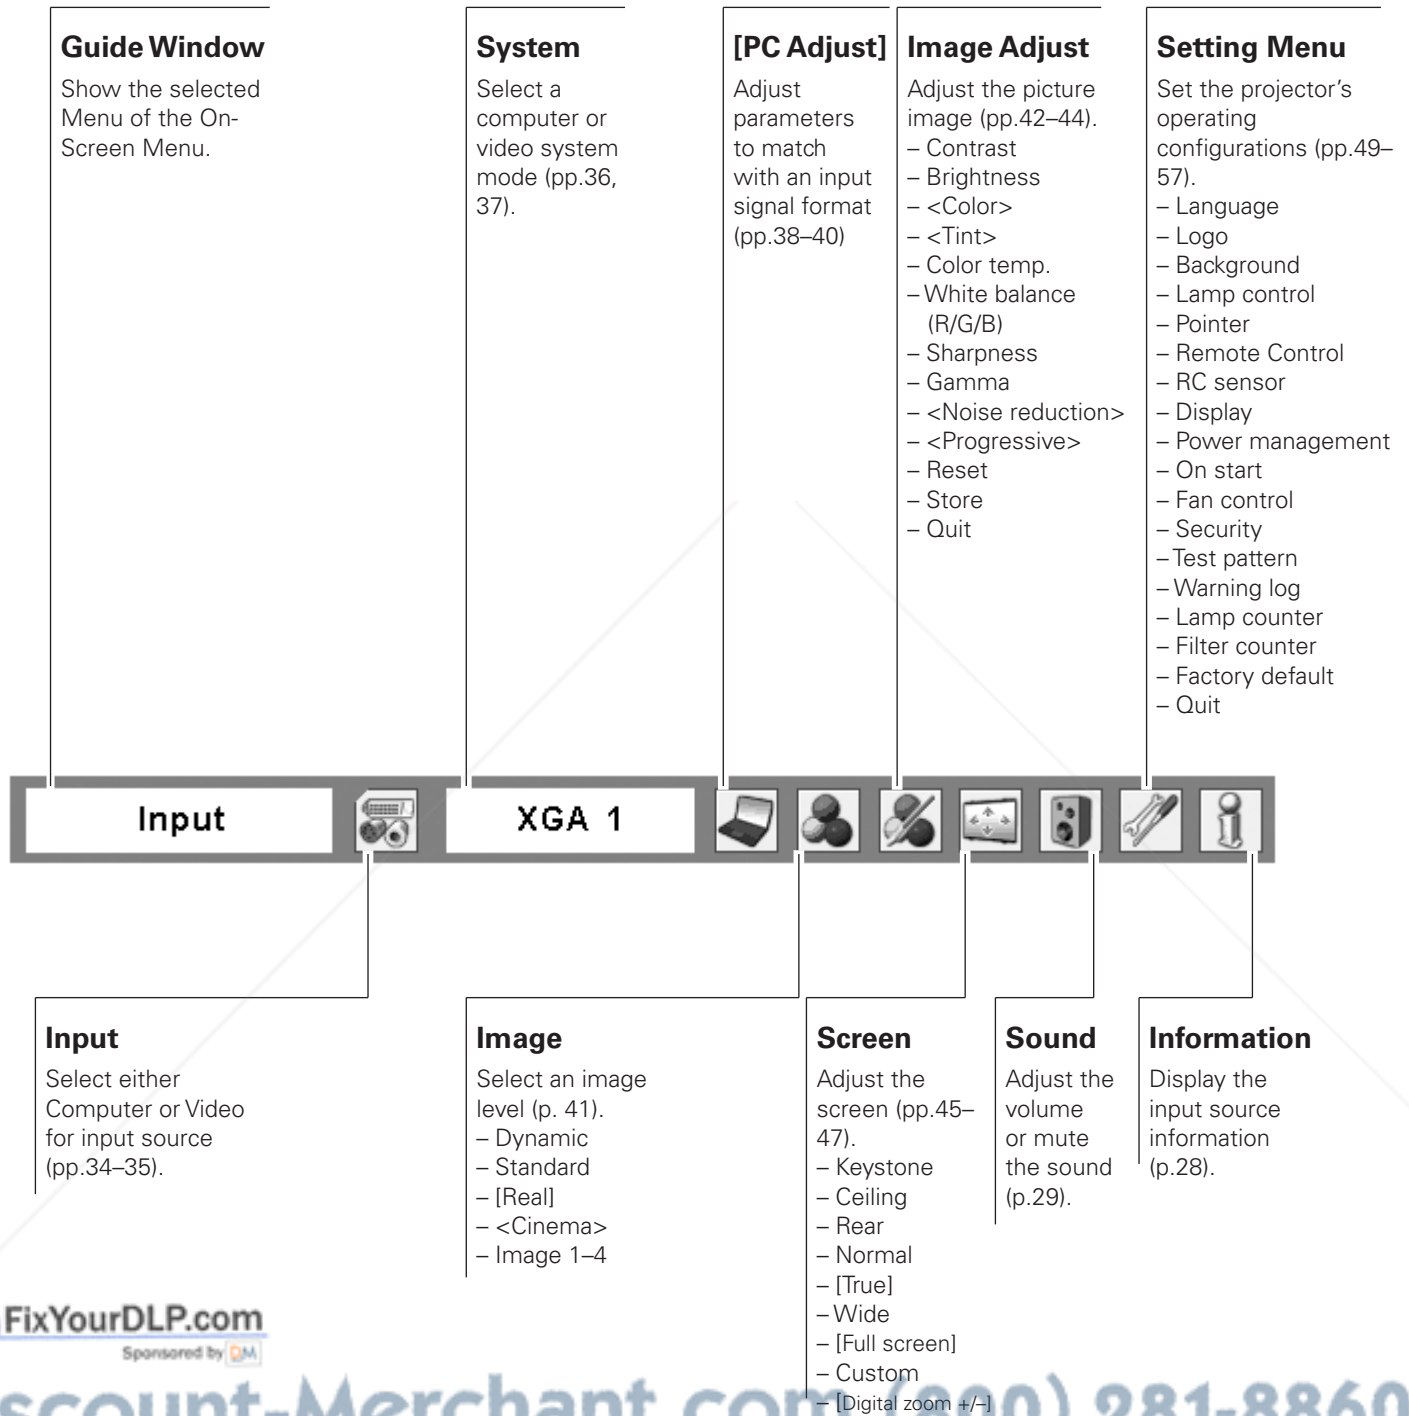 Guide Window
Show the selected
Menu of the On-
Screen Menu.
System
Select a
computer or
video system
mode (pp.36,
37).
[PC Adjust]
Adjust
parameters
to match
with an input
signal format
(pp.38–40)
Image Adjust
Adjust the picture
image (pp.42–44).
– Contrast
– Brightness
– <Color>
– <Tint>
– Color temp.
– White balance
(R/G/B)
– Sharpness
– Gamma
– <Noise reduction>
– <Progressive>
– Reset
– Store
– Quit
Setting Menu
Set the projector's
operating
configurations (pp.49–
57).
– Language
– Logo
– Background
– Lamp control
– Pointer
– Remote Control
– RC sensor
– Display
– Power management
– On start
– Fan control
– Security
– Test pattern
– Warning log
– Lamp counter
– Filter counter
– Factory default
– Quit
Input
XGA 1
Input
Select either
Computer or Video
for input source
(pp.34–35).
Image
Select an image
level (p. 41).
– Dynamic
– Standard
– [Real]
– <Cinema>
– Image 1–4
Screen
Adjust the
screen (pp.45–
47).
– Keystone
– Ceiling
– Rear
– Normal
– [True]
– Wide
– [Full screen]
– Custom
– [Digital zoom +/–]
Sound
Adjust the
volume
or mute
the sound
(p.29).
Information
Display the
input source
information
(p.28).
FixYourDLP.com
Sponsored by DM
scount-Merchant.com (800) 281-8860